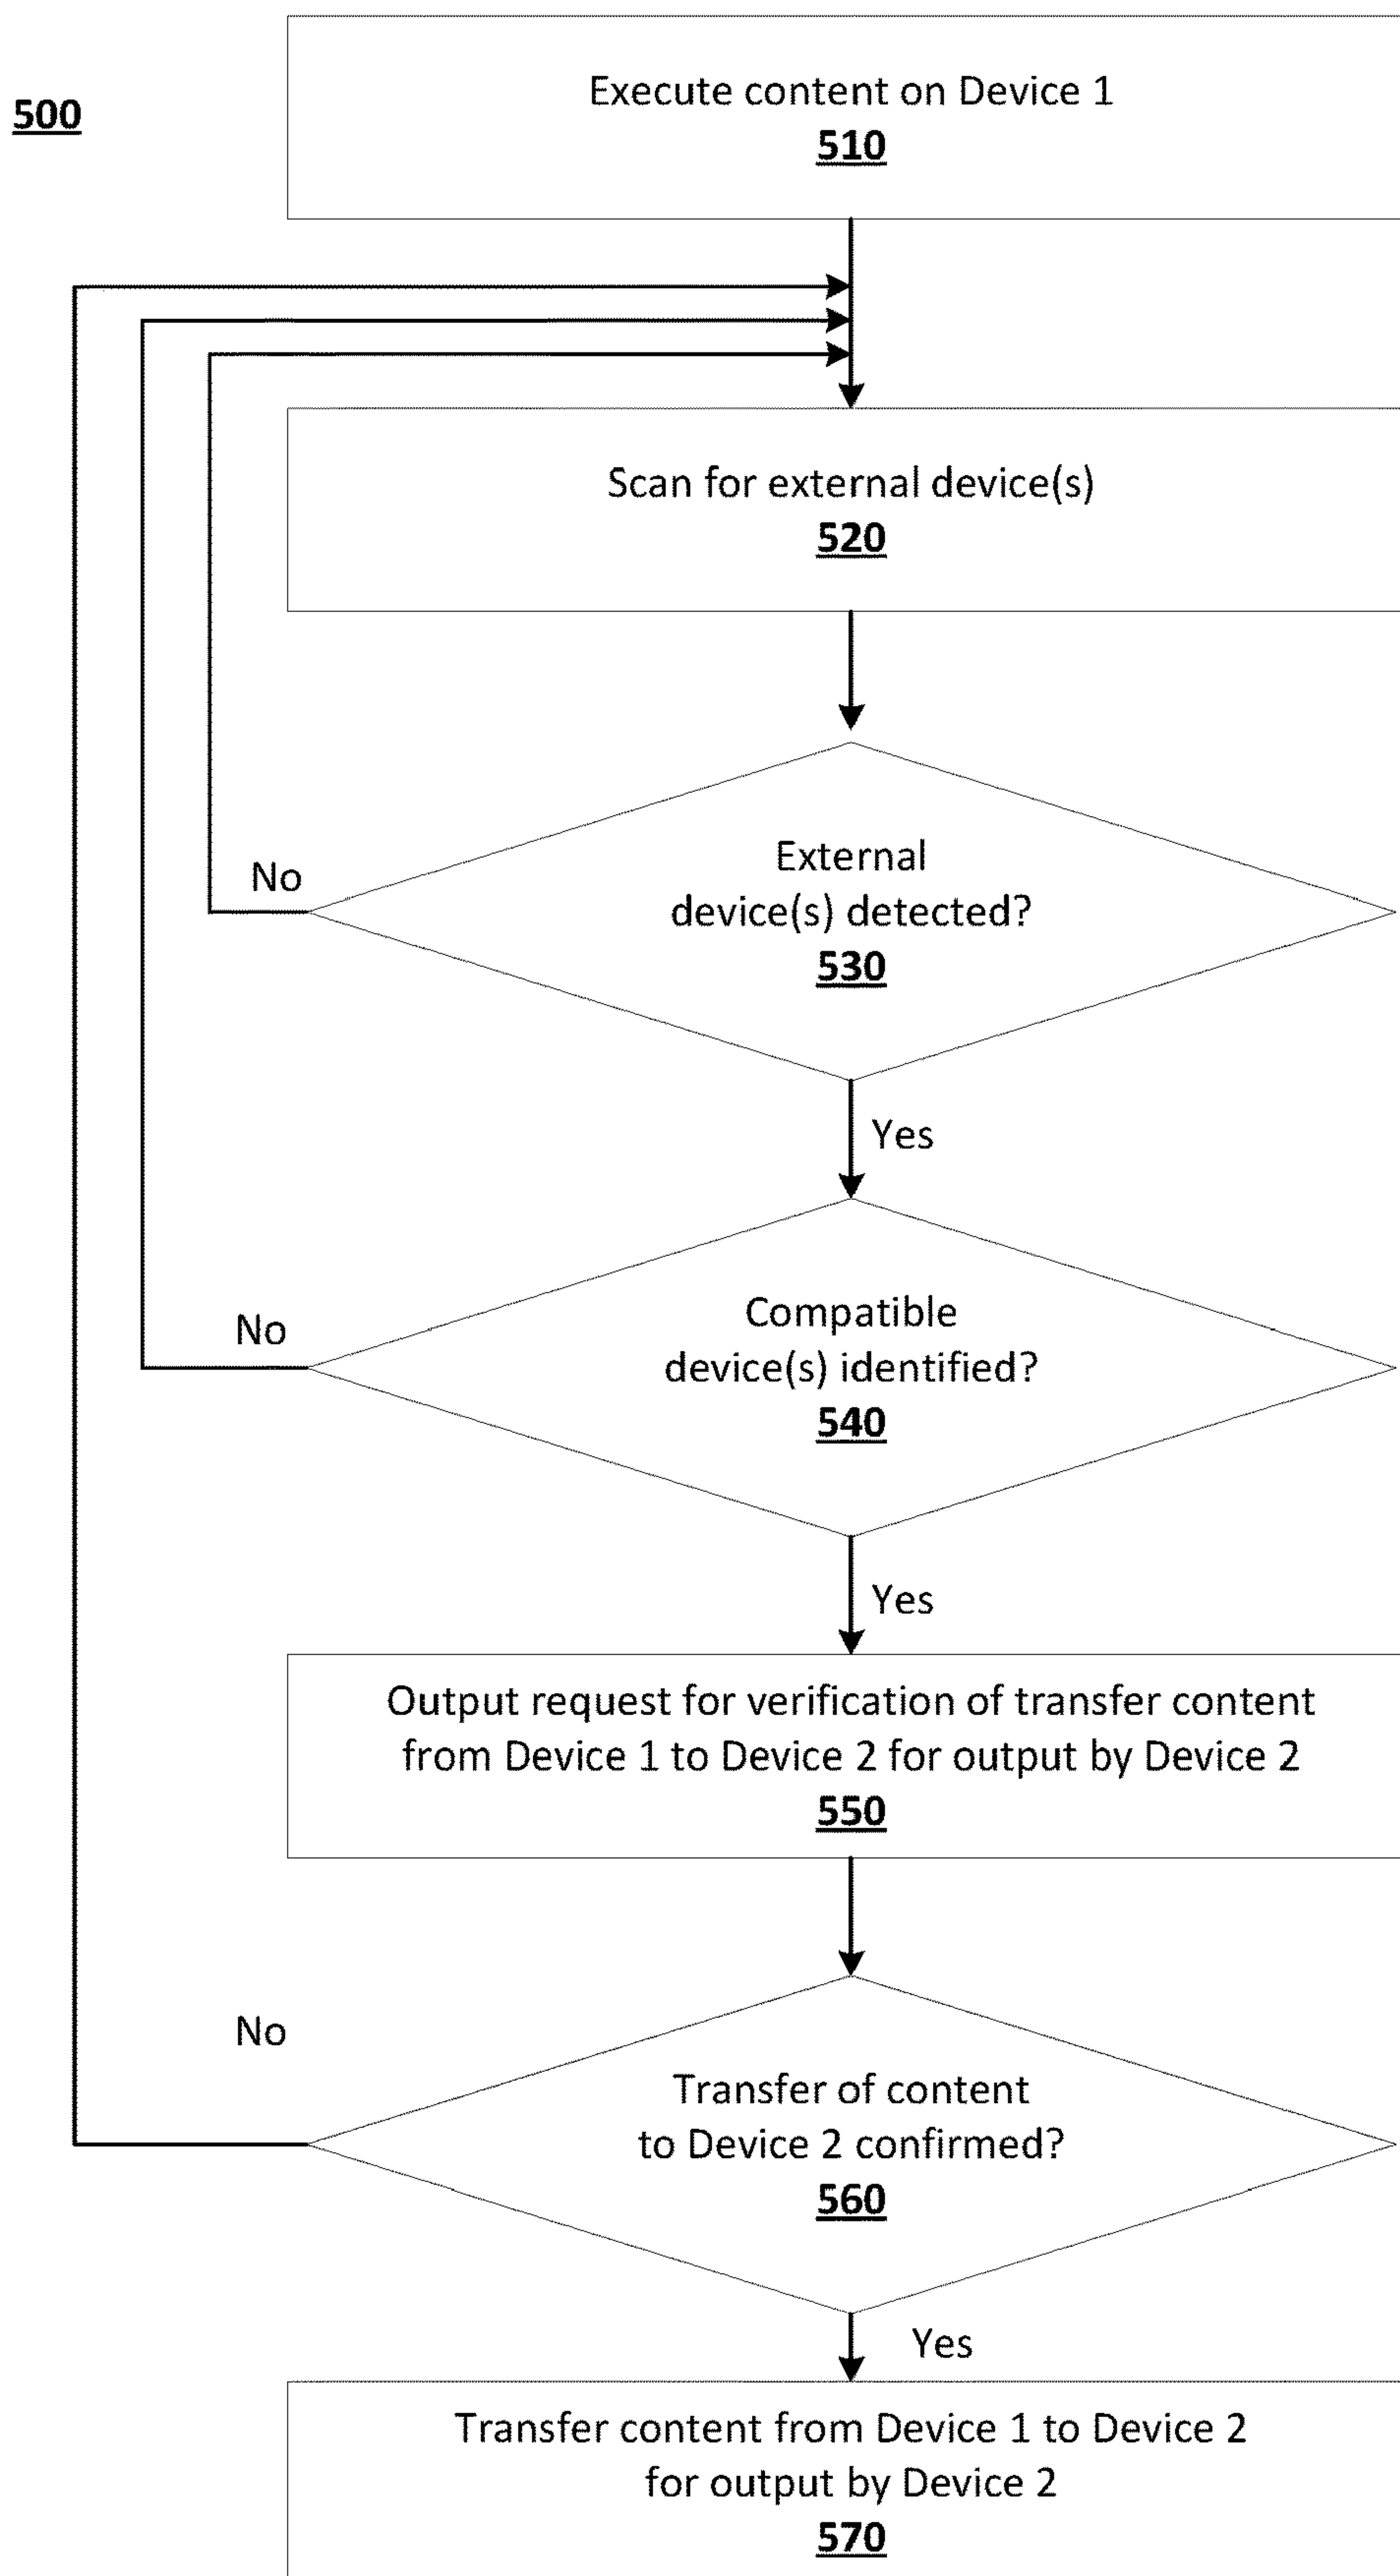 500
Execute content on Device 1
510
Scan for external device(s)
520
External
device(s) detected?
530
No
Yes
Compatible
device(s) identified?
540
No
Yes
Output request for verification of transfer content
from Device 1 to Device 2 for output by Device 2
550
No
Transfer of content
to Device 2 confirmed?
560
Yes
Transfer content from Device 1 to Device 2
for output by Device 2
570